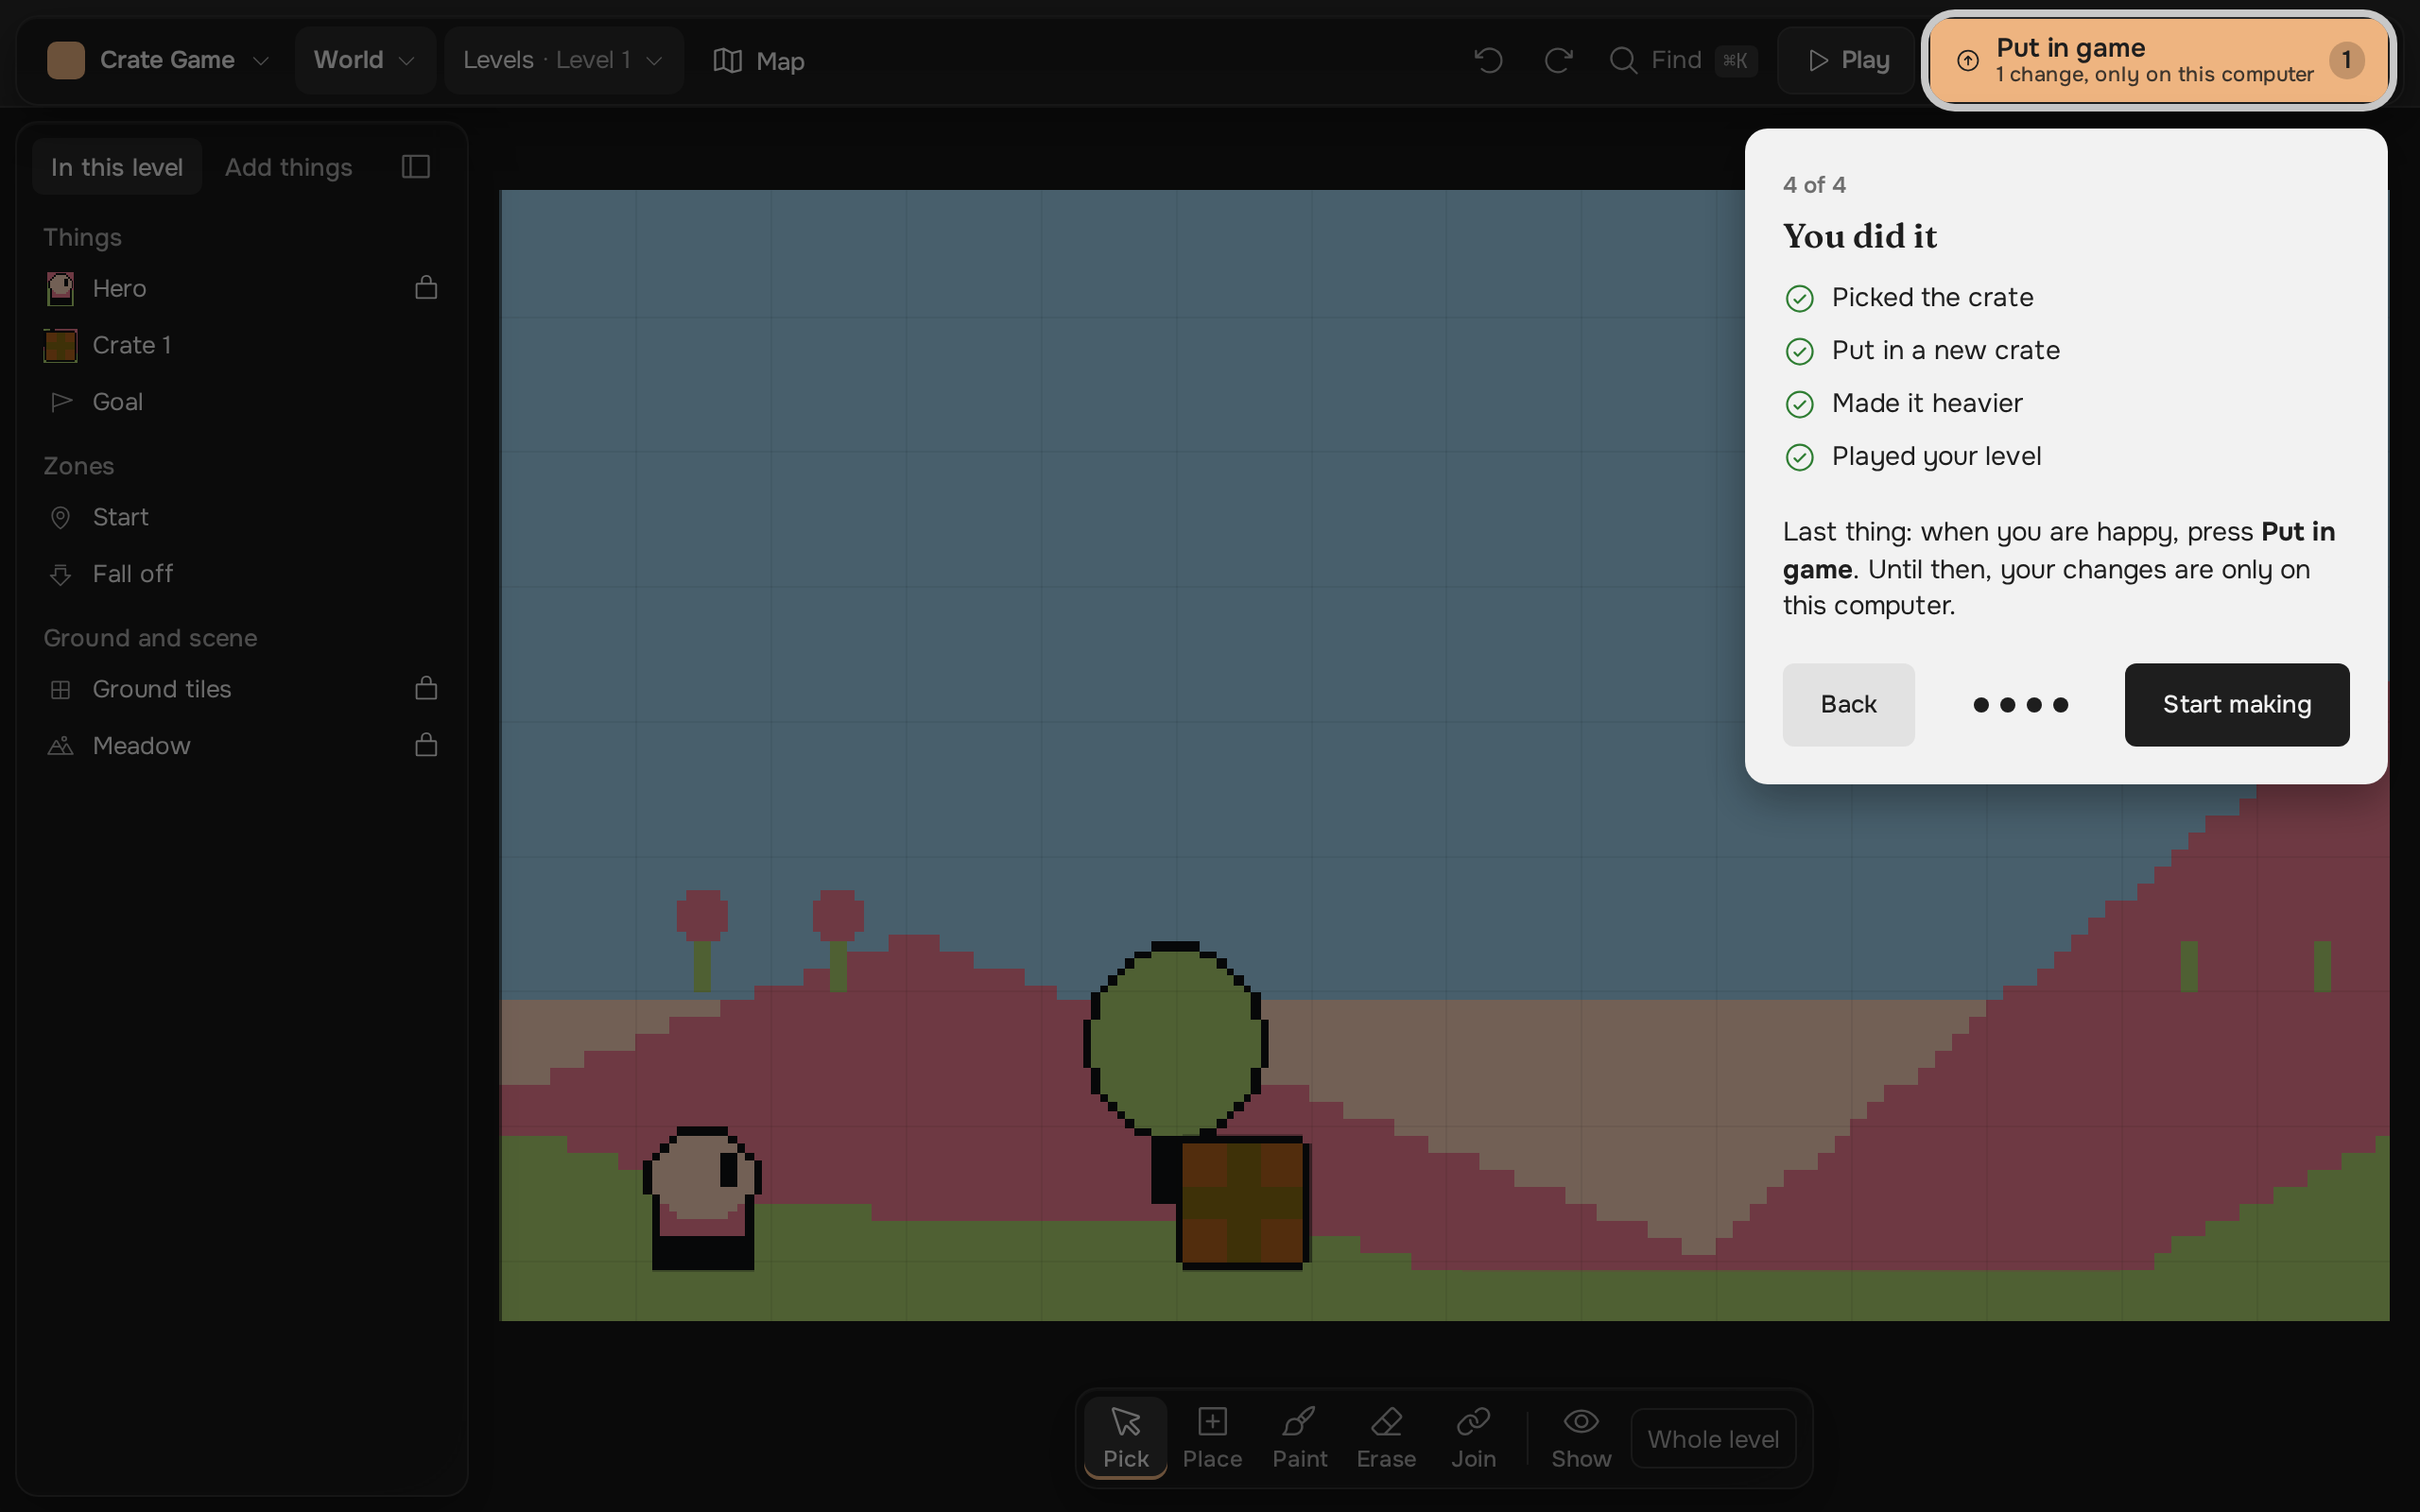 Crate Game
World
Levels · Level 1
Map
Find ⌘K
Play
Put in game
1 change, only on this computer
1
In this level
Add things
Things
Hero
Crate 1
Goal
Zones
Start
Fall off
Ground and scene
Ground tiles
Meadow
4 of 4
You did it
Picked the crate
Put in a new crate
Made it heavier
Played your level
Last thing: when you are happy, press Put in
game. Until then, your changes are only on
this computer.
Back
Start making
Pick
Place
Paint
Erase
Join
Show
Whole level